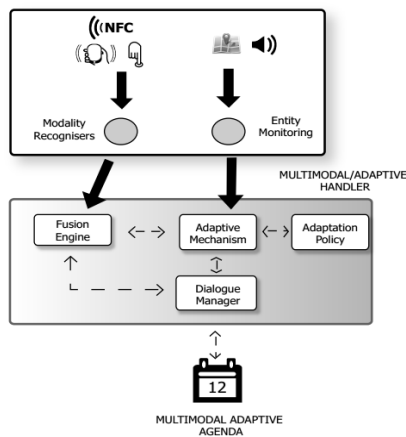 NFC
Modality
Recognisers
Entity
Monitoring
MULTIMODAL/ADAPTIVE
HANDLER
Fusion
Engine
Adaptive
Mechanism
Adaptation
Policy
Dialogue
Manager
12
MULTIMODAL ADAPTIVE
AGENDA